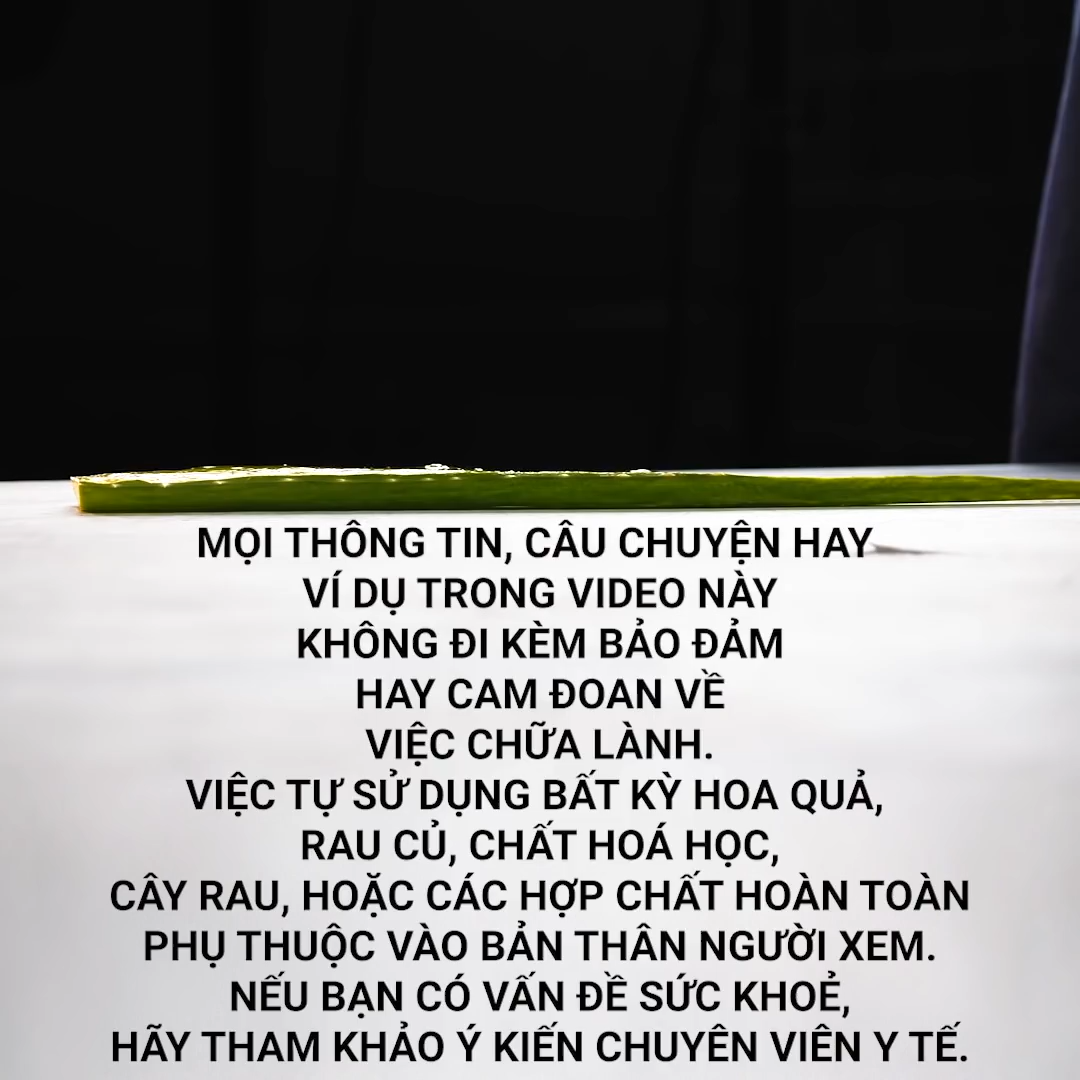 MỌI THÔNG TIN, CÂU CHUYỆN HAY
VÍ DỤ TRONG VIDEO NÀY
KHÔNG ĐI KÈM BẢO ĐẢM
HAY CAM ĐOAN VỀ
VIỆC CHỮA LÀNH.
VIỆC TỰ SỬ DỤNG BẤT KỲ HOA QUẢ,
RAU CỦ, CHẤT HOÁ HỌC,
CÂY RAU, HOẶC CÁC HỢP CHẤT HOÀN TOÀN
PHỤ THUỘC VÀO BẢN THÂN NGƯỜI XEM.
NẾU BẠN CÓ VẤN ĐỀ SỨC KHOẺ,
HÃY THAM KHẢO Ý KIẾN CHUYÊN VIÊN Y TẾ.